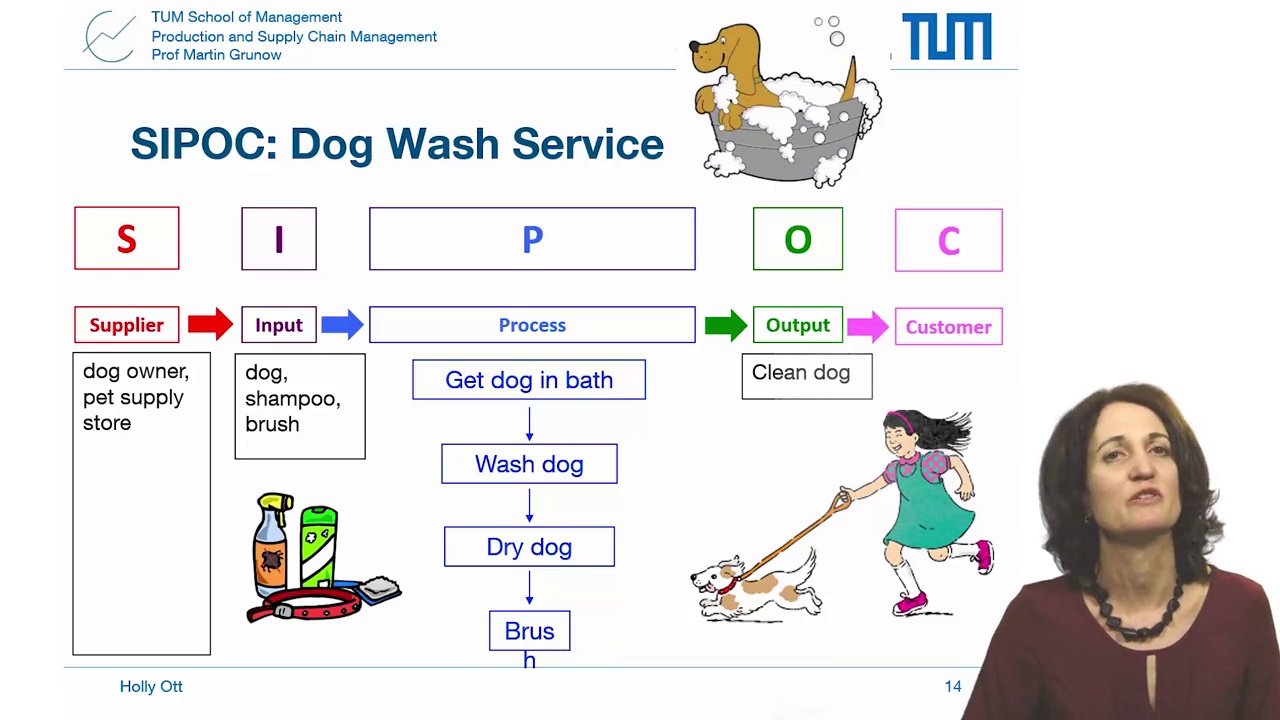 TUM School of Management
Production and Supply Chain Management
Prof Martin Grunow
TUM
SIPOC: Dog Wash Service
S
I
P
O
C
Supplier
Input
Process
Output
Customer
dog owner,
pet supply
store
dog,
shampoo,
brush
Get dog in bath
Wash dog
Dry dog
Brus
h
Clean dog
Holly Ott
14